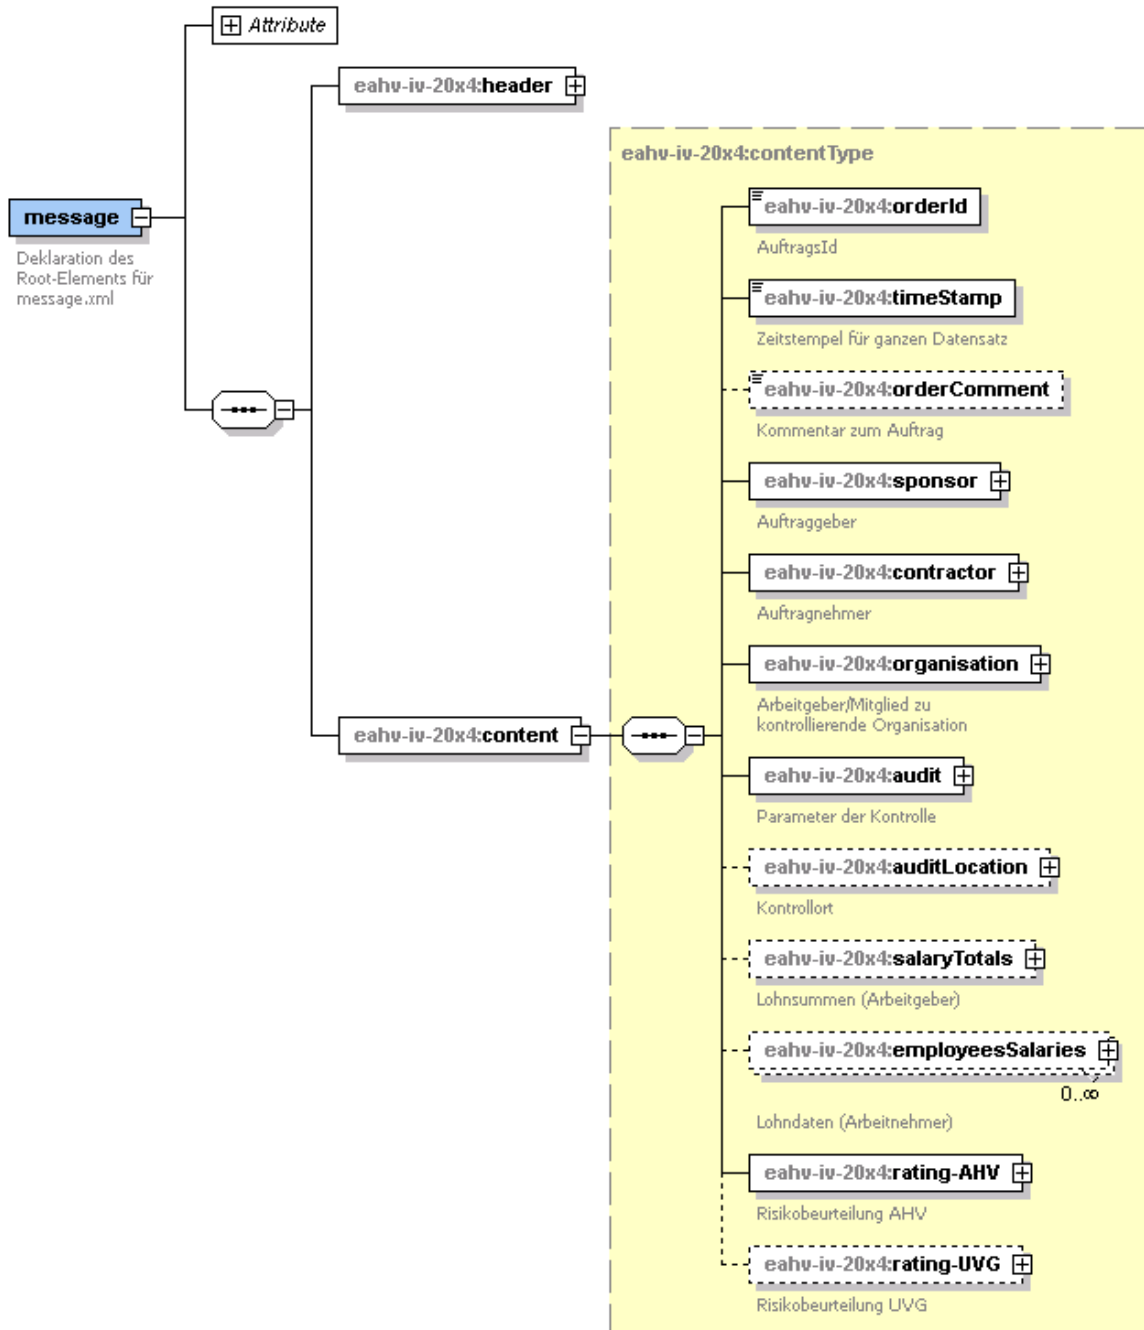 Attribute
eahv-iv-20x4:header
eahv-iv-20x4:contentType
message
Deklaration des
Root-Elements für
message.xml
eahv-iv-20x4:orderId
AuftragsId
eahv-iv-20x4:timeStamp
Zeitstempel für ganzen Datensatz
eahv-iv-20x4:orderComment
Kommentar zum Auftrag
eahv-iv-20x4:sponsor
Auftraggeber
eahv-iv-20x4:contractor
Auftragnehmer
eahv-iv-20x4:organisation
Arbeitgeber/Mitglied zu
kontrollierende Organisation
eahv-iv-20x4:content
eahv-iv-20x4:audit
Parameter der Kontrolle
eahv-iv-20x4:auditLocation
Kontrollort
eahv-iv-20x4:salaryTotals
Lohnsummen (Arbeitgeber)
eahv-iv-20x4:employeesSalaries
0..∞
Lohndaten (Arbeitnehmer)
eahv-iv-20x4:rating-AHV
Risikobeurteilung AHV
eahv-iv-20x4:rating-UVG
Risikobeurteilung UVG